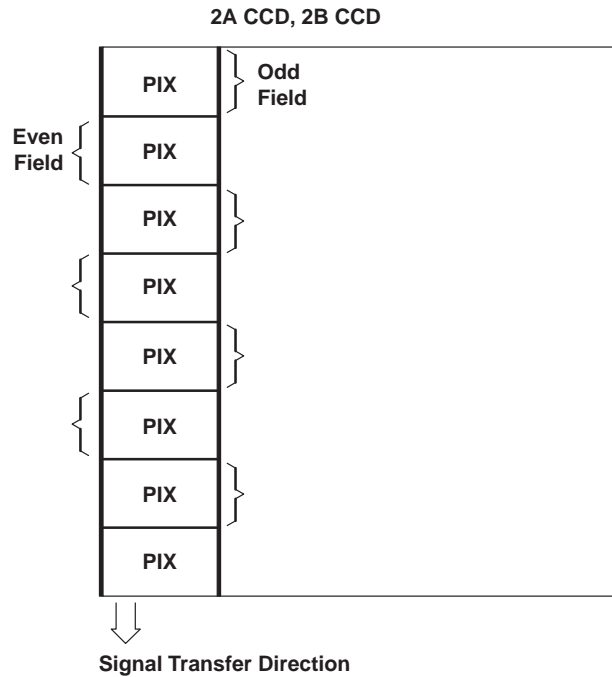 2A CCD, 2B CCD
PIX
Odd
Field
Even
Field
PIX
PIX
PIX
PIX
PIX
PIX
PIX
Signal Transfer Direction